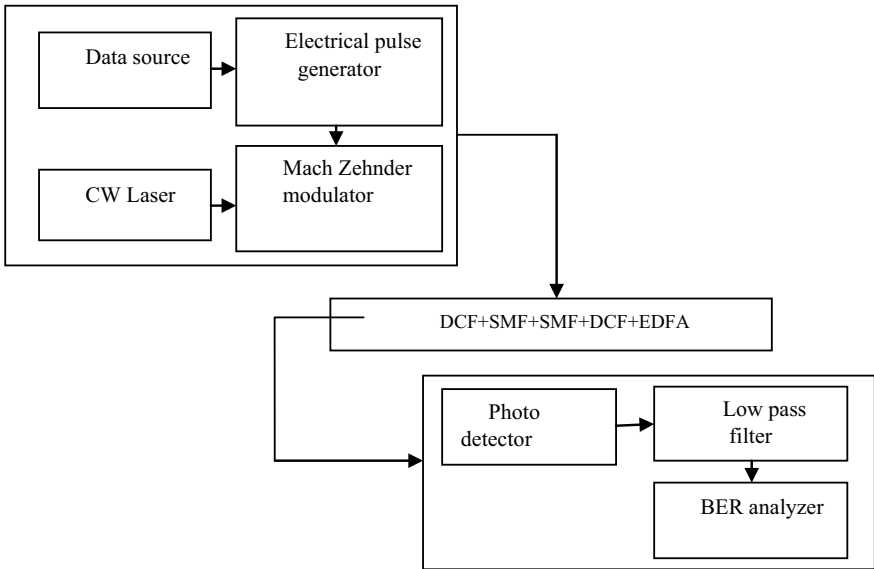 Data source
Electrical pulse
generator
CW Laser
Mach Zehnder
modulator
DCF+SMF+SMF+DCF+EDFA
Photo
detector
Low pass
filter
BER analyzer